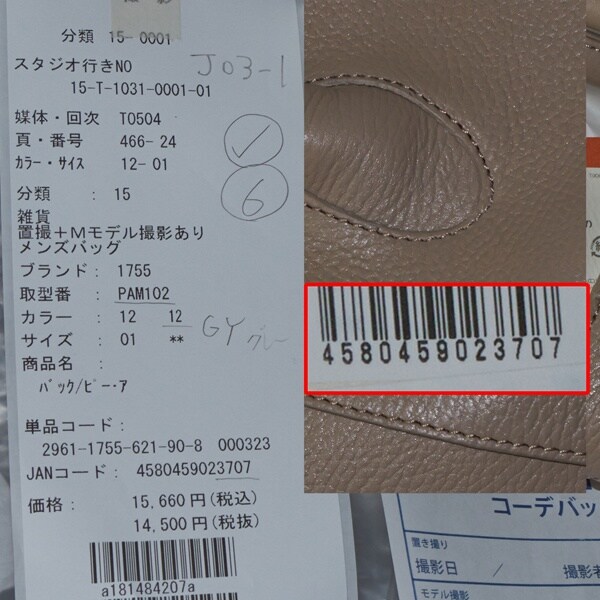 分類 15-0001
スタジオ行きNO
J03-1
15-T-1031-0001-01
媒体・回次 T0504
頁・番号 466-24
ｶﾗｰ・ｻｲｽﾞ 12-01
6
分類 : 15
雑貨
置撮＋Mモデル撮影あり
メンズバッグ
ブランド: 1755
取型番 : PAM102
カラー : 12 12
GY グレー
サイズ : 01 **
商品名 :
ﾊﾞｯｸ/ﾋﾞｰ･ｱ
単品コード:
2961-1755-621-90-8 000323
JANコード: 4580459023707
価格: 15,660円(税込)
14,500円(税抜)
a181484207a
4580459023707
コーデバッ
置き撮り
撮影日 / 撮影者
モデル撮影